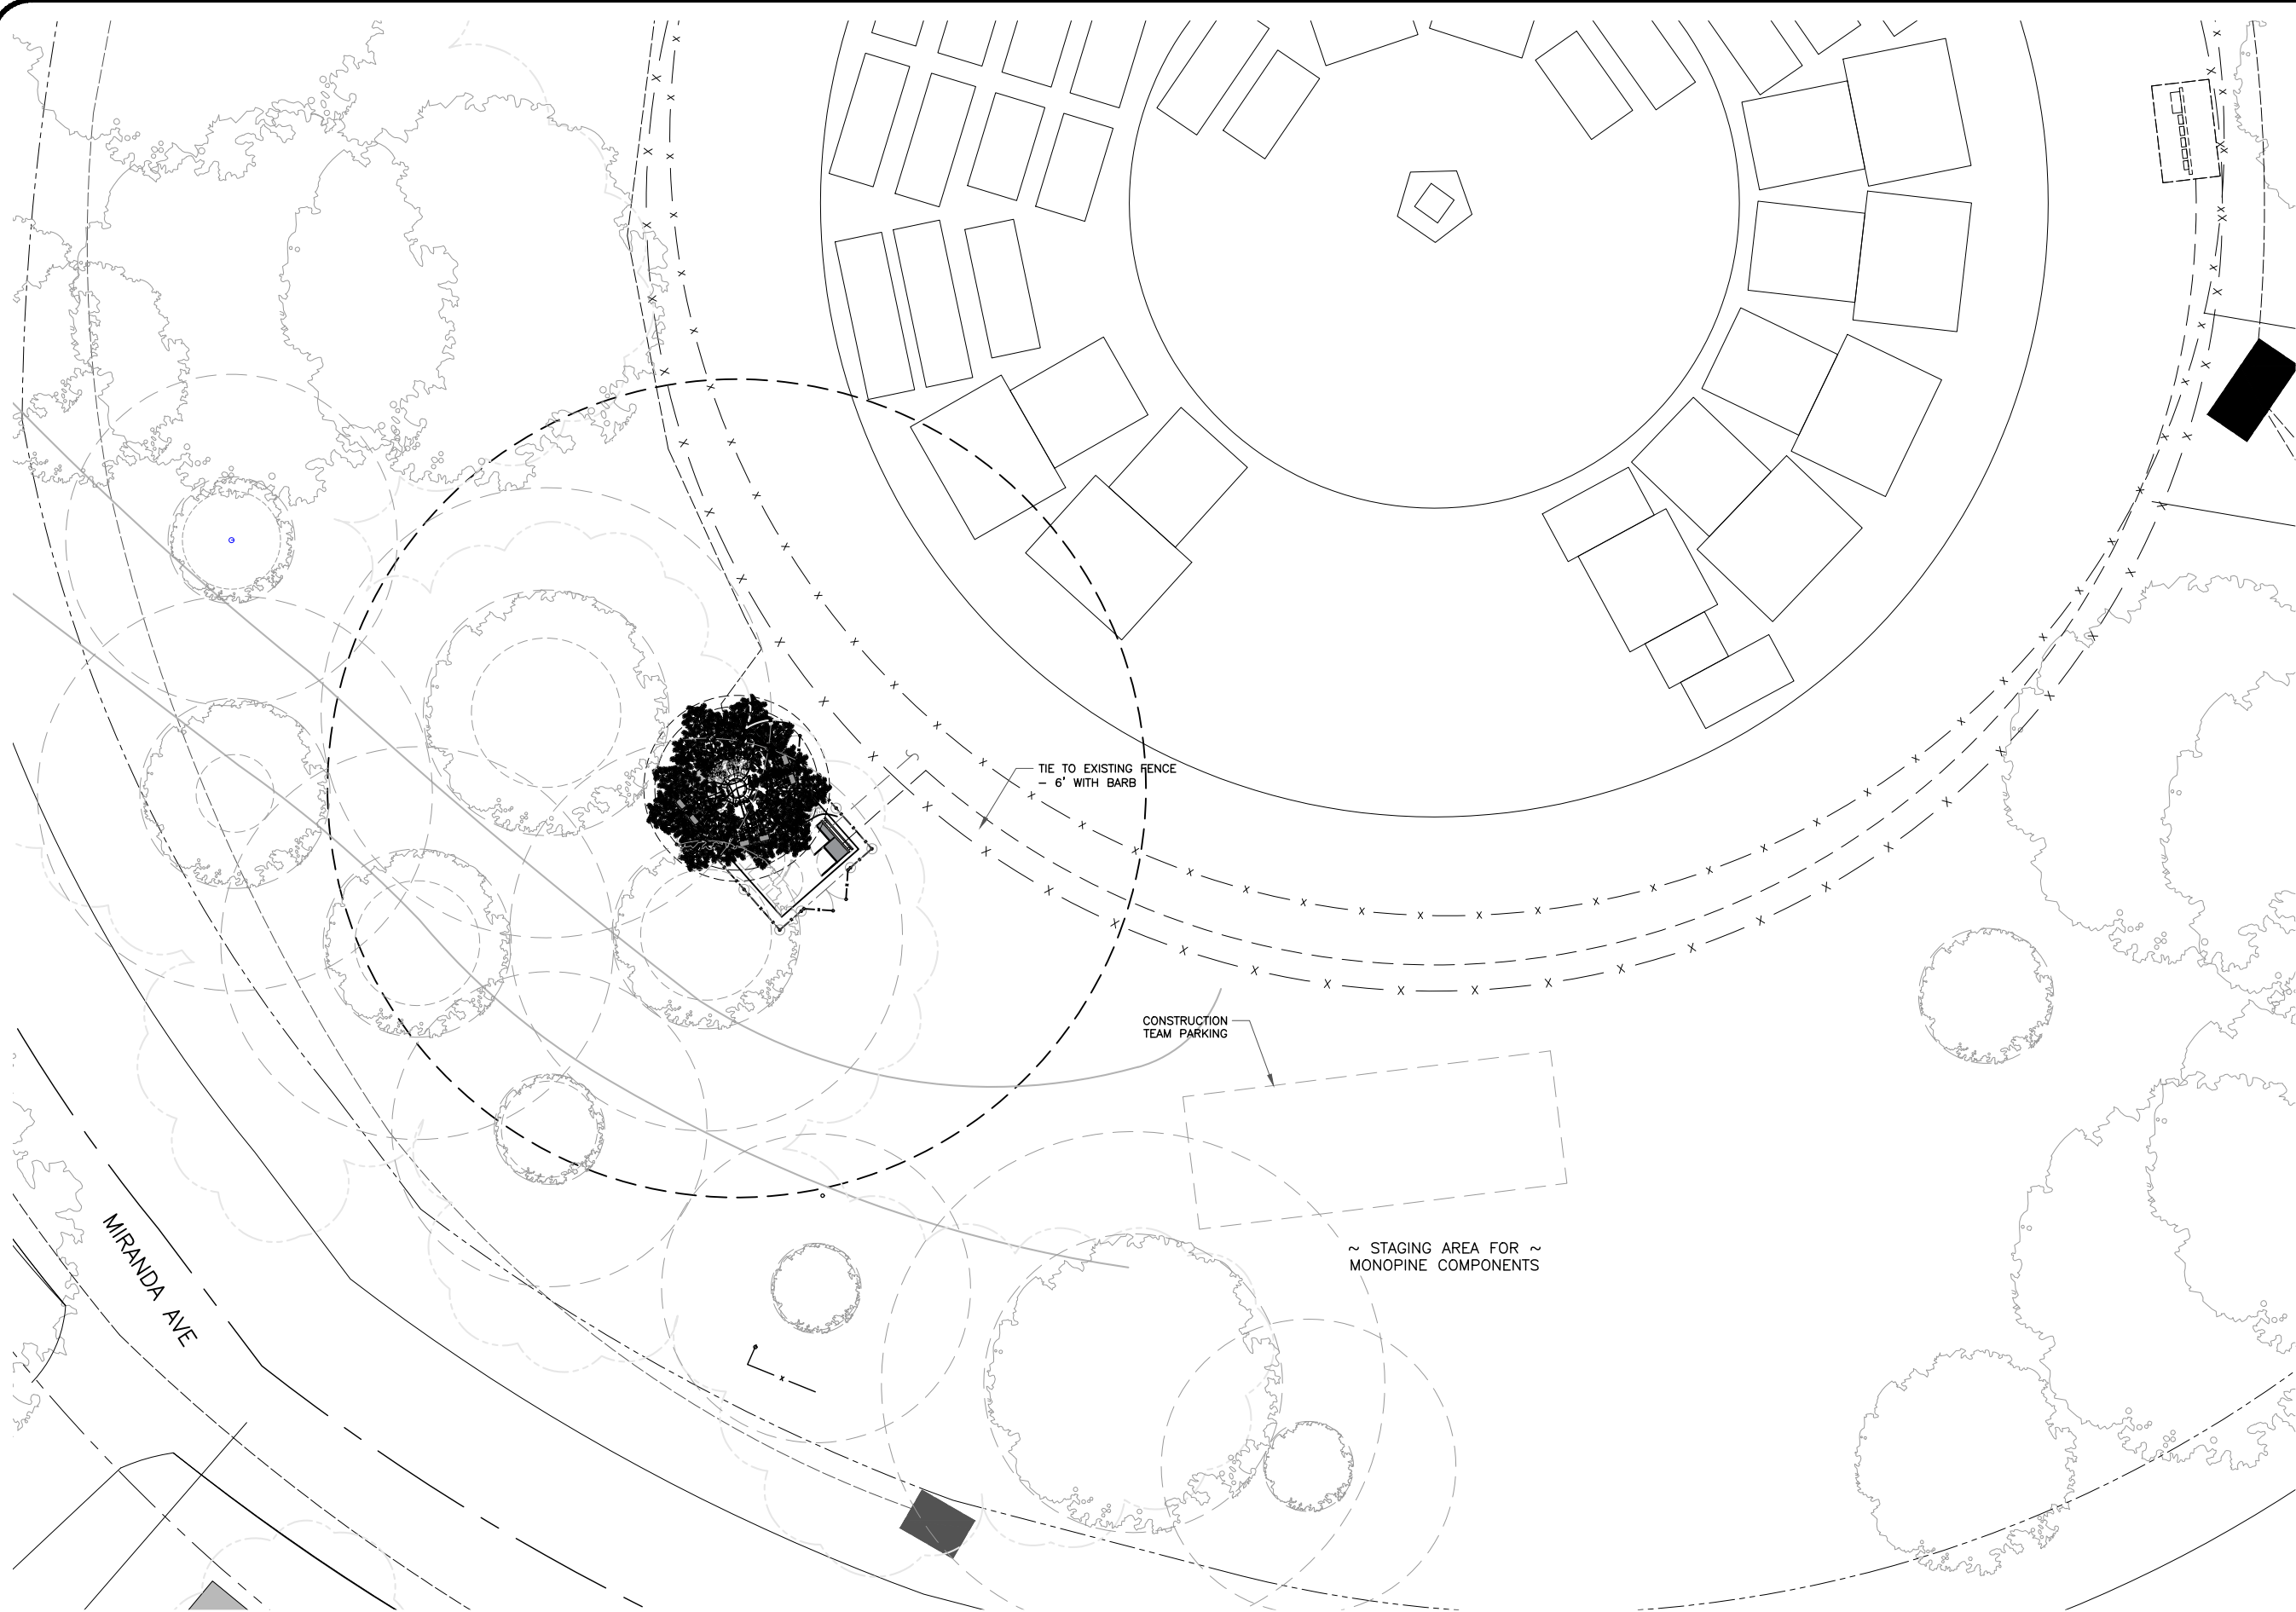 TIE TO EXISTING FENCE
– 6' WITH BARB
CONSTRUCTION
TEAM PARKING
MIRANDA AVE
~ STAGING AREA FOR ~
MONOPINE COMPONENTS